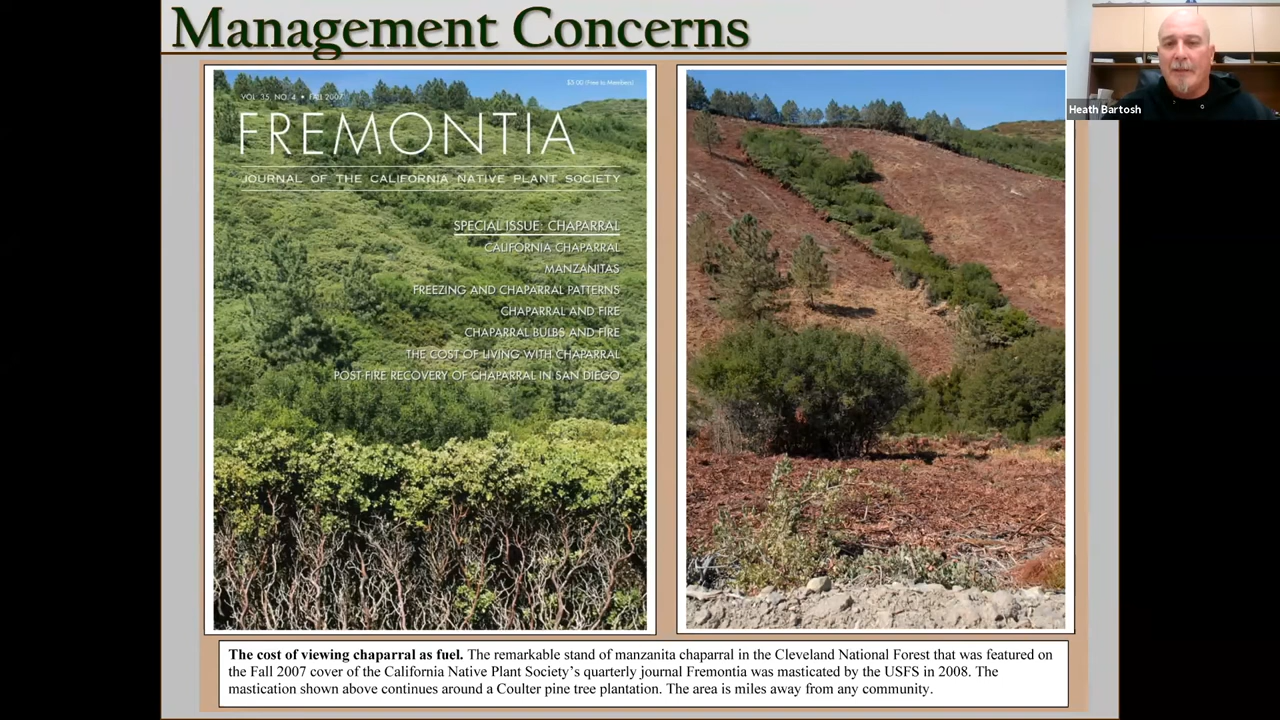 Management Concerns
Heath Bartosh
$5.00 (Free to Members)
VOL. 35, NO. 4 • FALL 2007
FREMONTIA
JOURNAL OF THE CALIFORNIA NATIVE PLANT SOCIETY
SPECIAL ISSUE: CHAPARRAL
CALIFORNIA CHAPARRAL
MANZANITAS
FREEZING AND CHAPARRAL PATTERNS
CHAPARRAL AND FIRE
CHAPARRAL BULBS AND FIRE
THE COST OF LIVING WITH CHAPARRAL
POST-FIRE RECOVERY OF CHAPARRAL IN SAN DIEGO
The cost of viewing chaparral as fuel. The remarkable stand of manzanita chaparral in the Cleveland National Forest that was featured on
the Fall 2007 cover of the California Native Plant Society's quarterly journal Fremontia was masticated by the USFS in 2008. The
mastication shown above continues around a Coulter pine tree plantation. The area is miles away from any community.